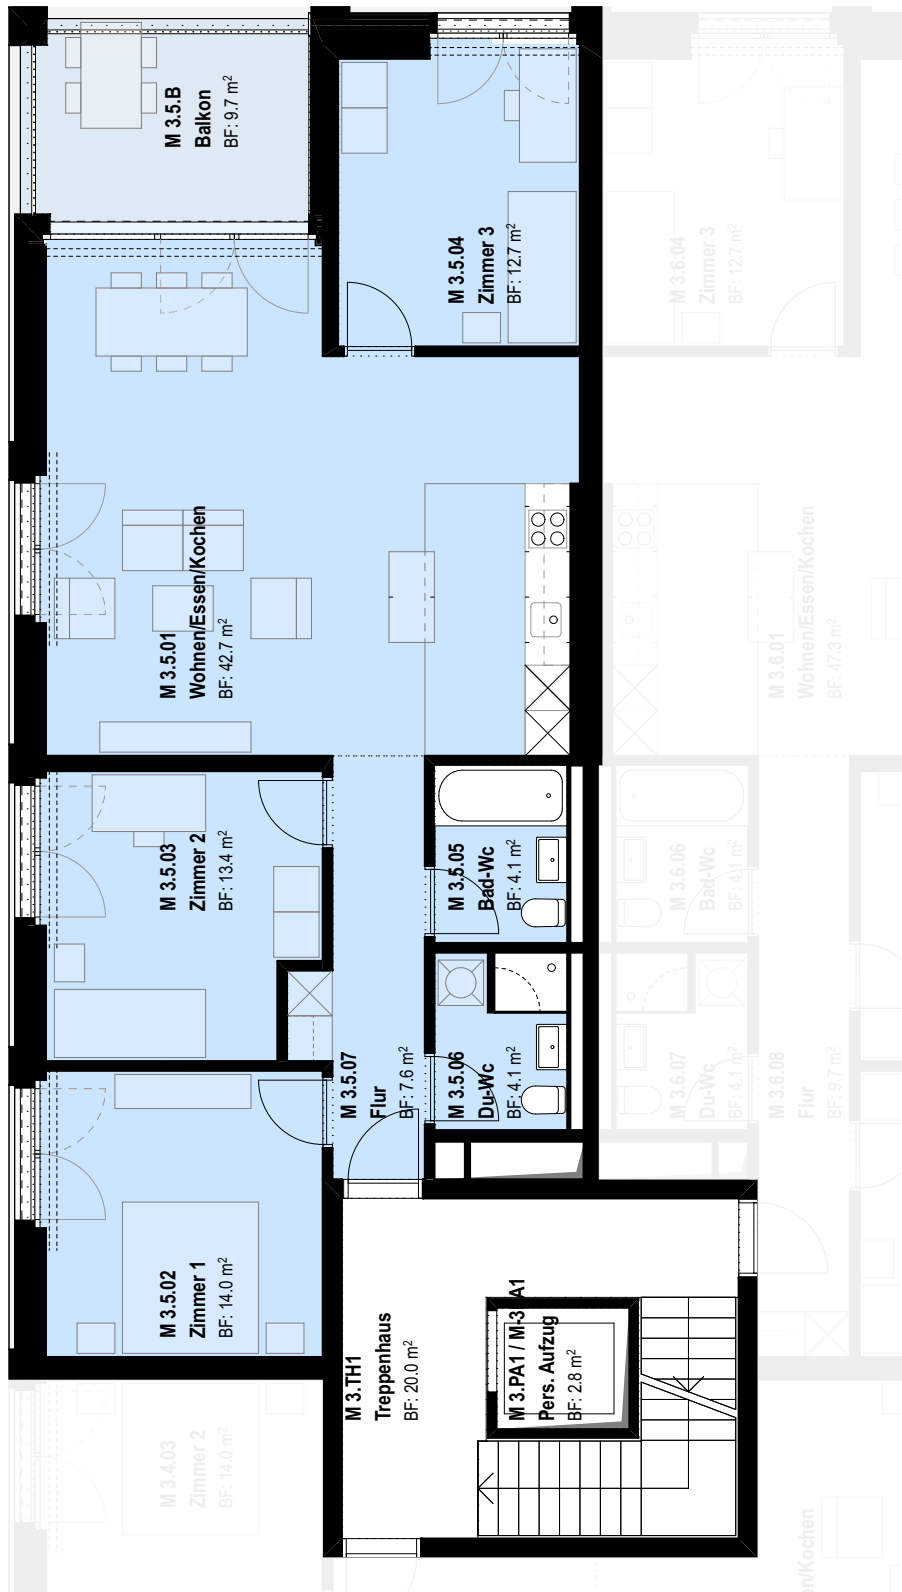 M 3.5.B
Balkon
BF: 9.7 m²
M 3.5.04
Zimmer 3
BF: 12.7 m²
M 3.6.04
Zimmer 3
BF: 12.7 m²
M 3.5.01
Wohnen/Essen/Kochen
BF: 42.7 m²
M 3.6.01
Wohnen/Essen/Kochen
BF: 47.3 m²
M 3.5.03
Zimmer 2
BF: 13.4 m²
M 3.5.05
Bad-Wc
BF: 4.1 m²
M 3.6.06
Bad-Wc
BF: 4.1 m²
M 3.5.07
Flur
BF: 7.6 m²
M 3.5.06
Du-Wc
BF: 4.1 m²
M 3.6.07
Du-Wc
BF: 4.1 m²
M 3.6.08
Flur
BF: 9.7 m²
M 3.5.02
Zimmer 1
BF: 14.0 m²
M 3.TH1
Treppenhaus
BF: 20.0 m²
M 3.PA1 / M-3.PA1
Pers. Aufzug
BF: 2.8 m²
M 3.4.03
Zimmer 2
BF: 14.0 m²
en/Kochen